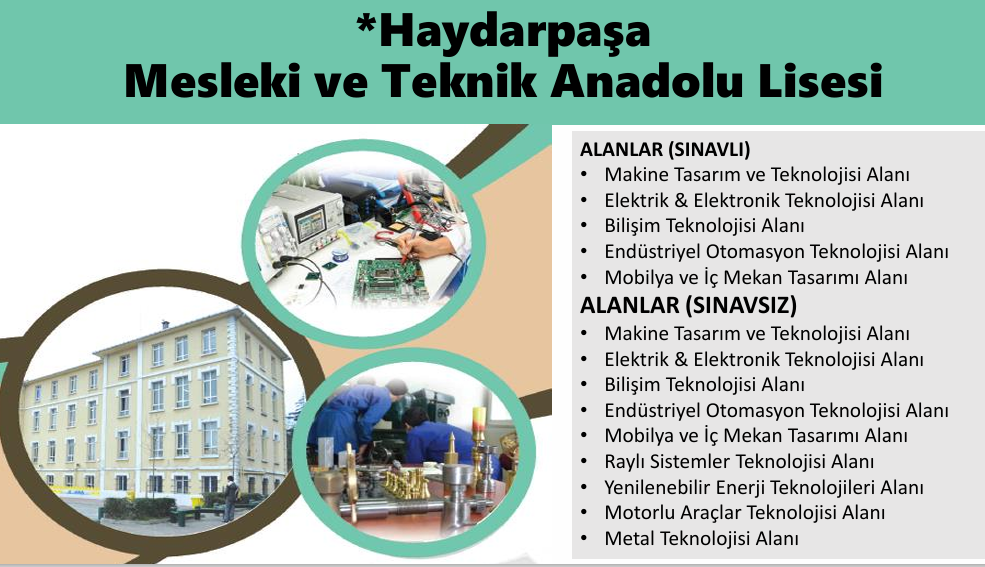 *Haydarpaşa
Mesleki ve Teknik Anadolu Lisesi
ALANLAR (SINAVLI)
• Makine Tasarım ve Teknolojisi Alanı
• Elektrik & Elektronik Teknolojisi Alanı
• Bilişim Teknolojisi Alanı
• Endüstriyel Otomasyon Teknolojisi Alanı
• Mobilya ve İç Mekan Tasarımı Alanı
ALANLAR (SINAVSIZ)
• Makine Tasarım ve Teknolojisi Alanı
• Elektrik & Elektronik Teknolojisi Alanı
• Bilişim Teknolojisi Alanı
• Endüstriyel Otomasyon Teknolojisi Alanı
• Mobilya ve İç Mekan Tasarımı Alanı
• Raylı Sistemler Teknolojisi Alanı
• Yenilenebilir Enerji Teknolojileri Alanı
• Motorlu Araçlar Teknolojisi Alanı
• Metal Teknolojisi Alanı